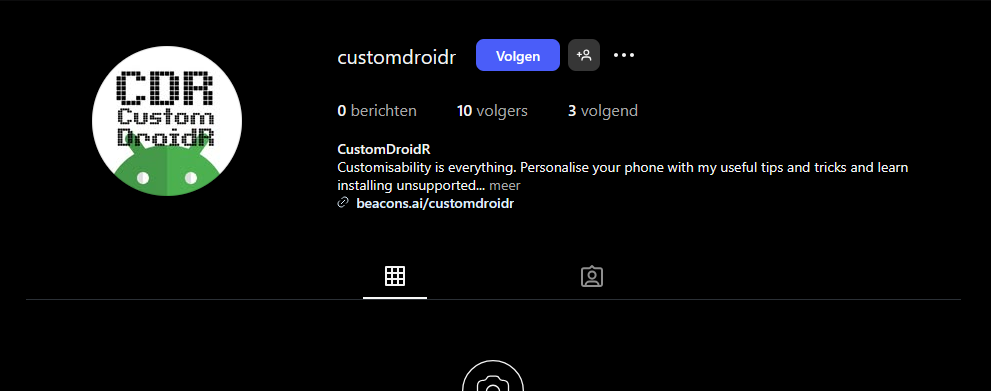 CDR
Custom
DroidR
customdroidr
Volgen
0 berichten
10 volgers
3 volgend
CustomDroidR
Customisability is everything. Personalise your phone with my useful tips and tricks and learn
installing unsupported... meer
beacons.ai/customdroidr